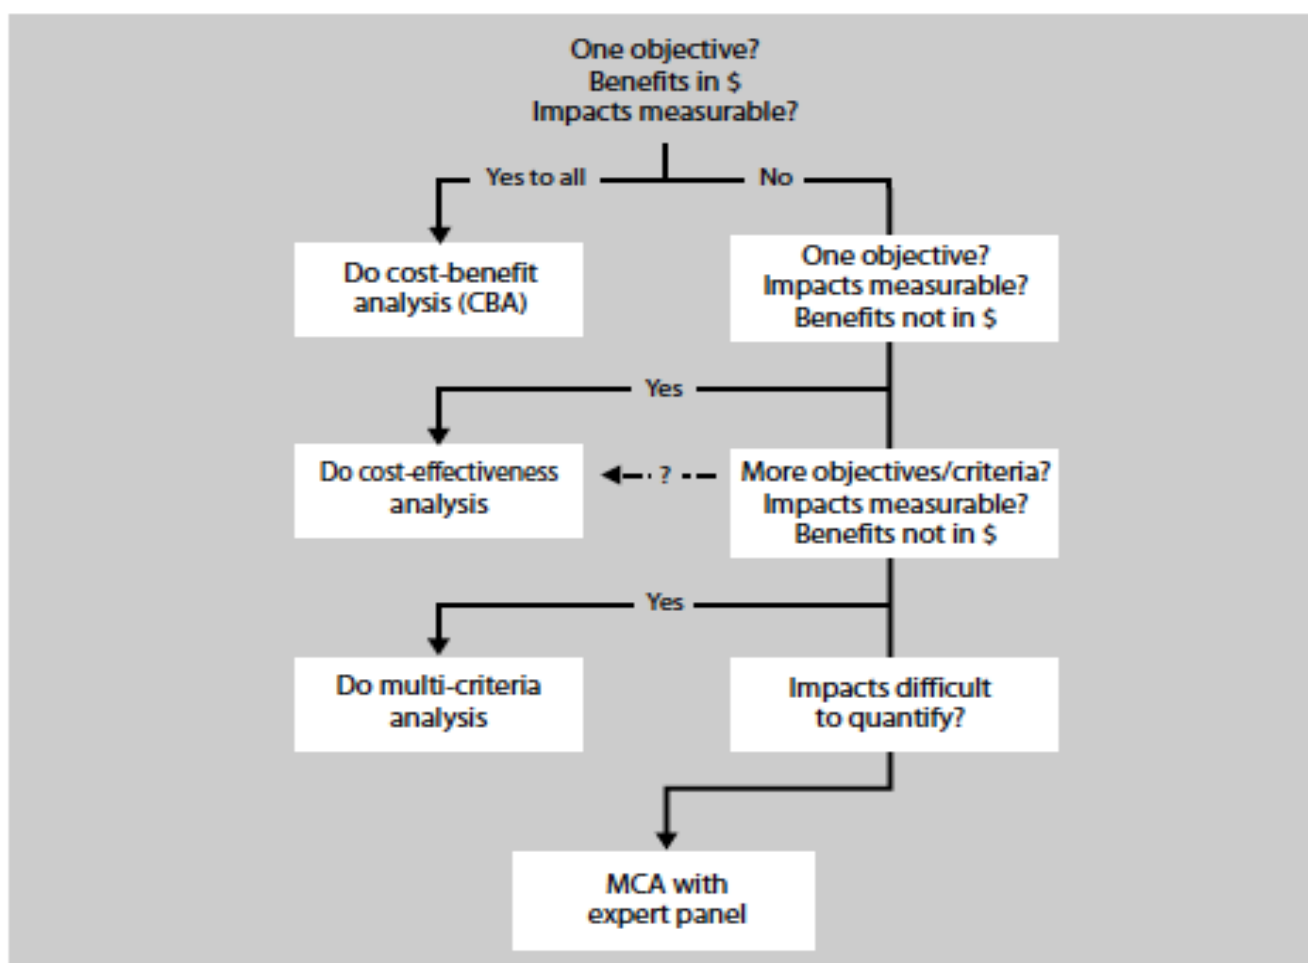 One objective?
Benefits in $
Impacts measurable?
Yes to all
No
Do cost-benefit
analysis (CBA)
One objective?
Impacts measurable?
Benefits not in $
Yes
Do cost-effectiveness
analysis
?
More objectives/criteria?
Impacts measurable?
Benefits not in $
Yes
Do multi-criteria
analysis
Impacts difficult
to quantify?
MCA with
expert panel